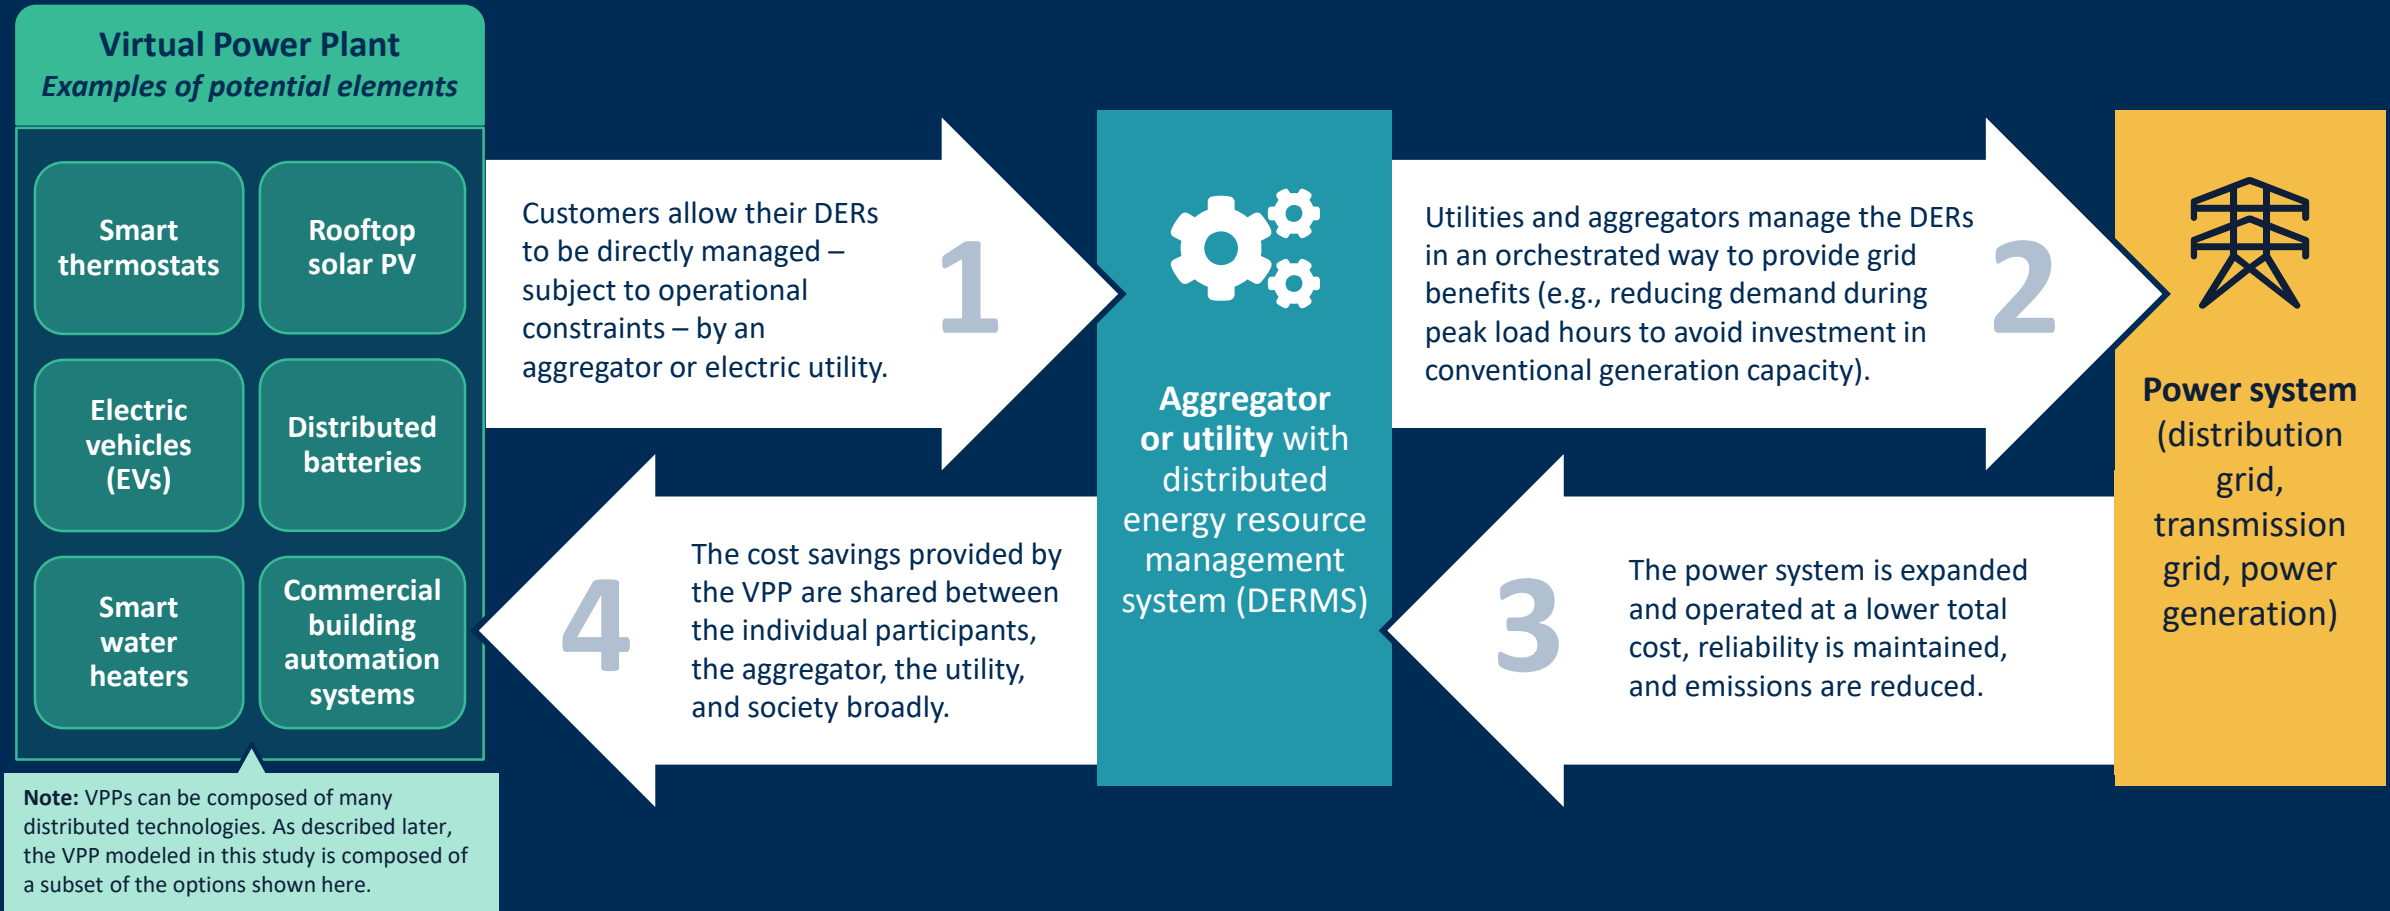 Virtual Power Plant
Examples of potential elements
Smart
thermostats
Rooftop
solar PV
Electric
vehicles
(EVs)
Distributed
batteries
Smart
water
heaters
Commercial
building
automation
systems
Note: VPPs can be composed of many
distributed technologies. As described later,
the VPP modeled in this study is composed of
a subset of the options shown here.
Customers allow their DERs
to be directly managed –
subject to operational
constraints – by an
aggregator or electric utility.
1
Aggregator
or utility with
distributed
energy resource
management
system (DERMS)
Utilities and aggregators manage the DERs
in an orchestrated way to provide grid
benefits (e.g., reducing demand during
peak load hours to avoid investment in
conventional generation capacity).
2
Power system
(distribution
grid,
transmission
grid, power
generation)
3
The power system is expanded
and operated at a lower total
cost, reliability is maintained,
and emissions are reduced.
4
The cost savings provided by
the VPP are shared between
the individual participants,
the aggregator, the utility,
and society broadly.